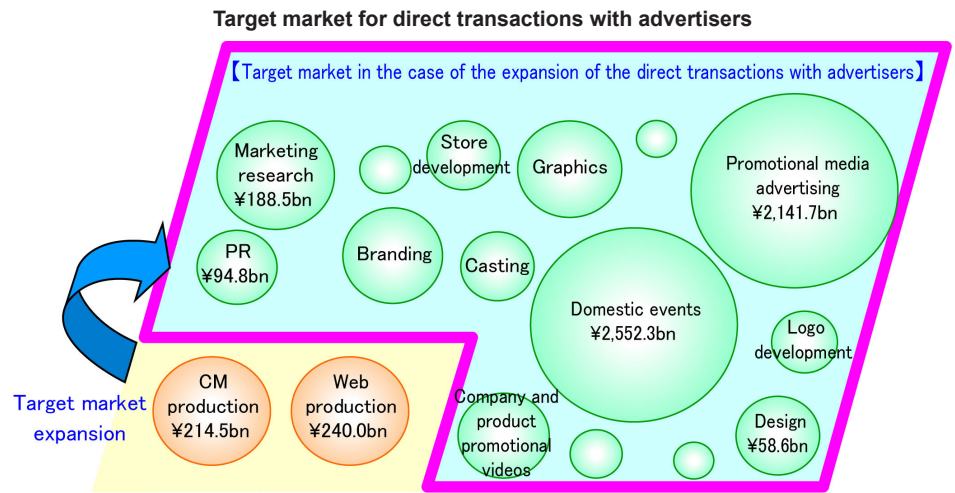 Target market for direct transactions with advertisers
【Target market in the case of the expansion of the direct transactions with advertisers】
Marketing
research
¥188.5bn
Store
development
Graphics
Promotional media
advertising
¥2,141.7bn
PR
¥94.8bn
Branding
Casting
Domestic events
¥2,552.3bn
Logo
development
Target market
expansion
CM
production
¥214.5bn
Web
production
¥240.0bn
Company and
product
promotional
videos
Design
¥58.6bn